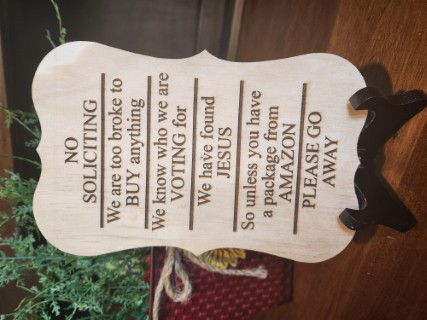 NO
SOLICITING
We are too broke to
BUY anything
We know who we are
VOTING for
We have found
JESUS
So unless you have
a package from
AMAZON
PLEASE GO
AWAY